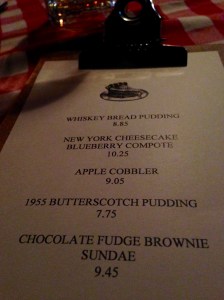 WHISKEY BREAD PUDDING
8.85
NEW YORK CHEESECAKE
BLUEBERRY COMPOTE
10.25
APPLE COBBLER
9.05
1955 BUTTERSCOTCH PUDDING
7.75
CHOCOLATE FUDGE BROWNIE
SUNDAE
9.45